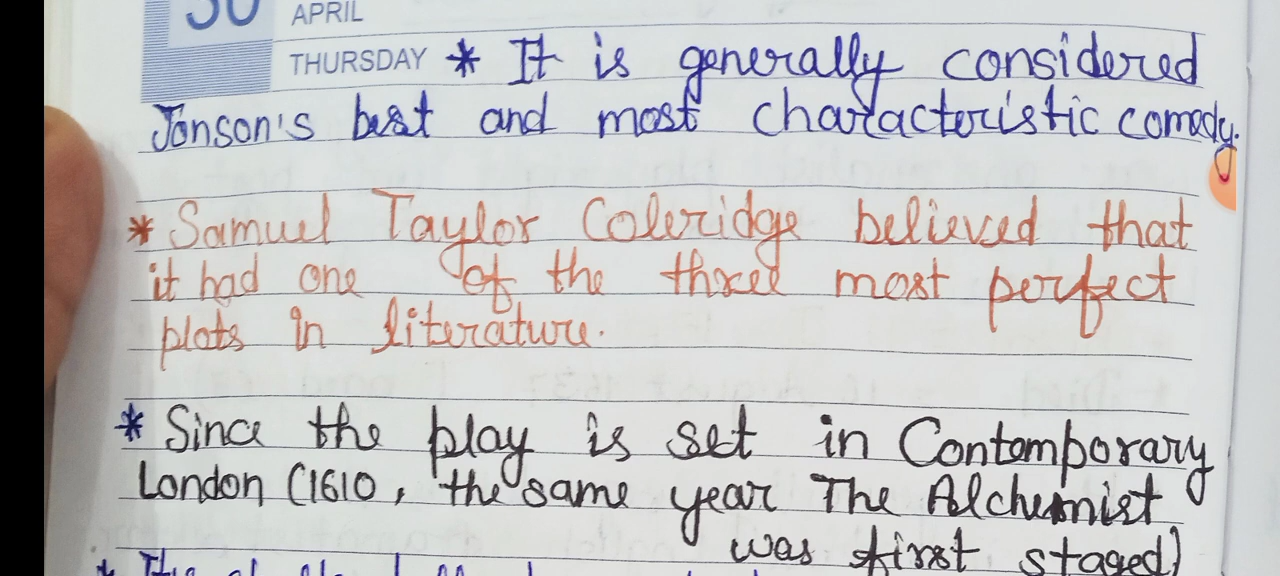 30 APRIL
THURSDAY * It is generally considered
Jonson's best and most characteristic comedy.
* Samuel Taylor Coleridge believed that
it had one of the three most perfect
plots in literature.
* Since the play is set in Contemporary
London (1610, the same year The Alchemist
was first staged)